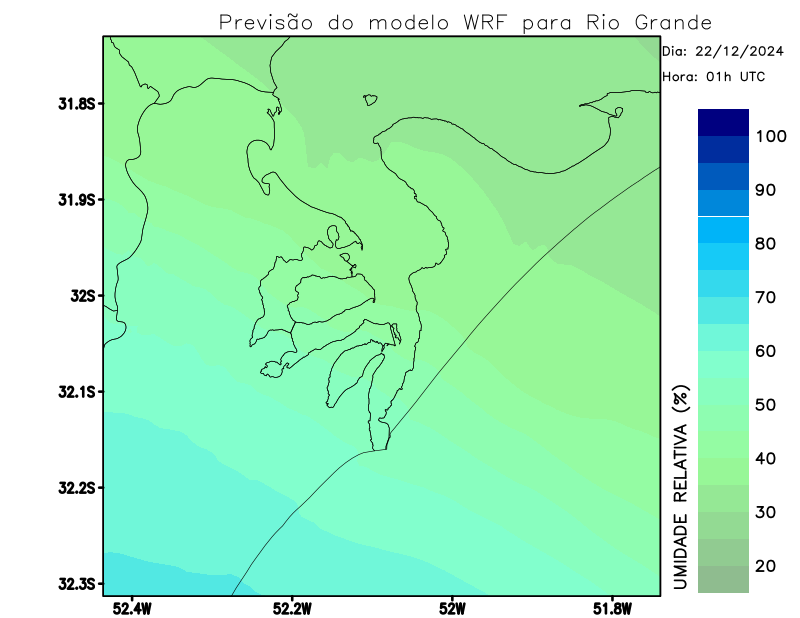 Previsão do modelo WRF para Rio Grande
Dia: 22/12/2024
Hora: 01h UTC
31.8S
31.9S
32S
32.1S
32.2S
32.3S
52.4W
52.2W
52W
51.8W
UMIDADE RELATIVA (%)
100
90
80
70
60
50
40
30
20